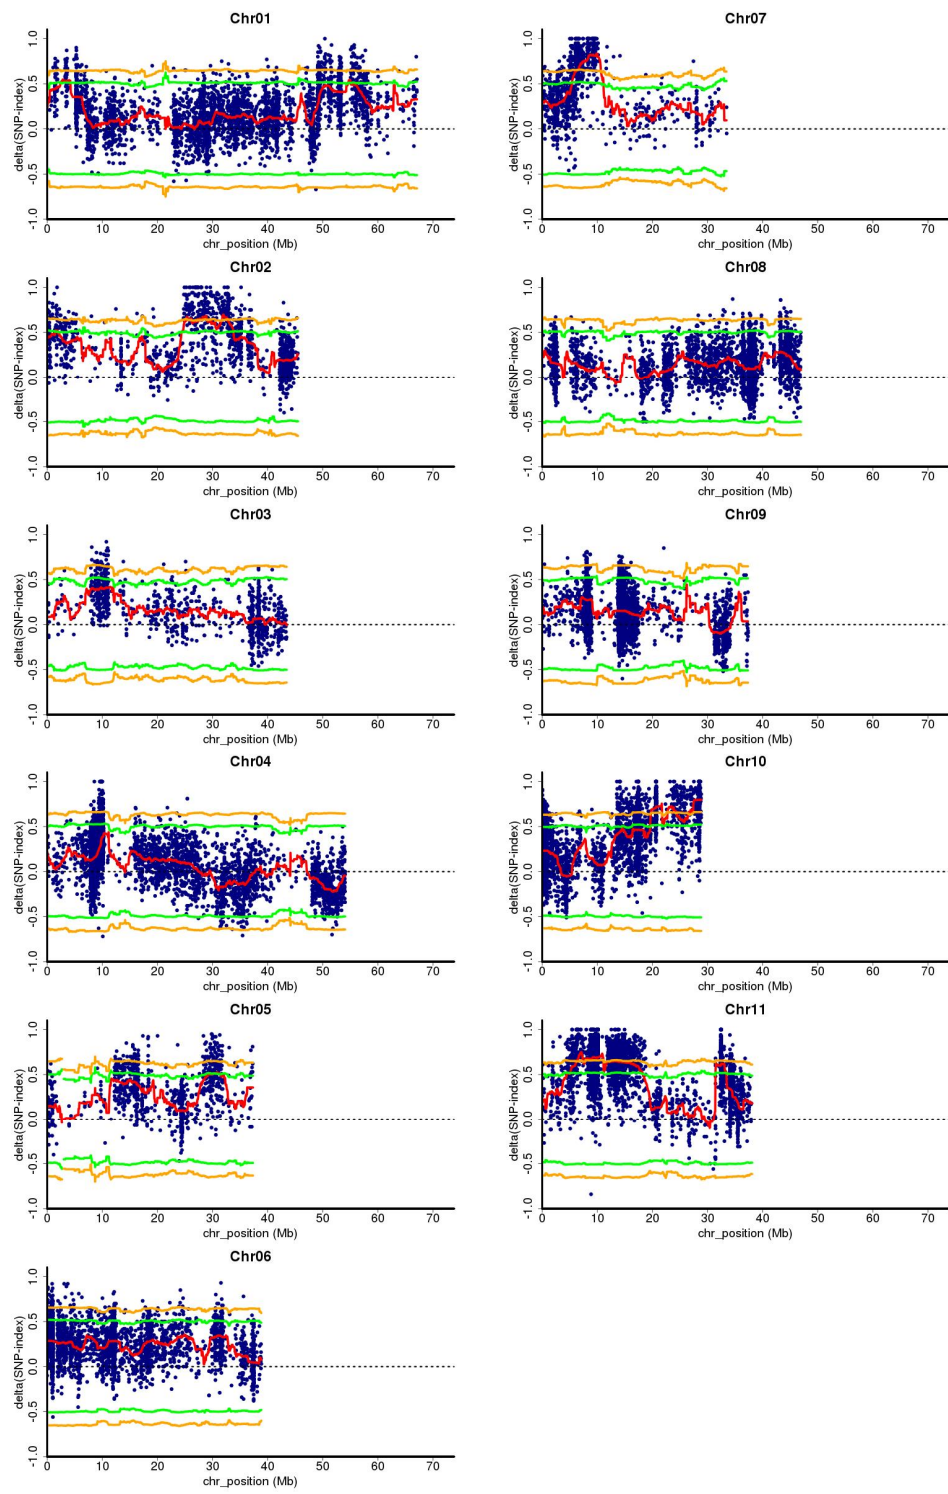 Chr01
delta(SNP-index)
1.0
0.5
0.0
-0.5
-1.0
0 10 20 30 40 50 60 70
chr_position (Mb)
Chr07
delta(SNP-index)
1.0
0.5
0.0
-0.5
-1.0
0 10 20 30 40 50 60 70
chr_position (Mb)
Chr02
delta(SNP-index)
1.0
0.5
0.0
-0.5
-1.0
0 10 20 30 40 50 60 70
chr_position (Mb)
Chr08
delta(SNP-index)
1.0
0.5
0.0
-0.5
-1.0
0 10 20 30 40 50 60 70
chr_position (Mb)
Chr03
delta(SNP-index)
1.0
0.5
0.0
-0.5
-1.0
0 10 20 30 40 50 60 70
chr_position (Mb)
Chr09
delta(SNP-index)
1.0
0.5
0.0
-0.5
-1.0
0 10 20 30 40 50 60 70
chr_position (Mb)
Chr04
delta(SNP-index)
1.0
0.5
0.0
-0.5
-1.0
0 10 20 30 40 50 60 70
chr_position (Mb)
Chr10
delta(SNP-index)
1.0
0.5
0.0
-0.5
-1.0
0 10 20 30 40 50 60 70
chr_position (Mb)
Chr05
delta(SNP-index)
1.0
0.5
0.0
-0.5
-1.0
0 10 20 30 40 50 60 70
chr_position (Mb)
Chr11
delta(SNP-index)
1.0
0.5
0.0
-0.5
-1.0
0 10 20 30 40 50 60 70
chr_position (Mb)
Chr06
delta(SNP-index)
1.0
0.5
0.0
-0.5
-1.0
0 10 20 30 40 50 60 70
chr_position (Mb)